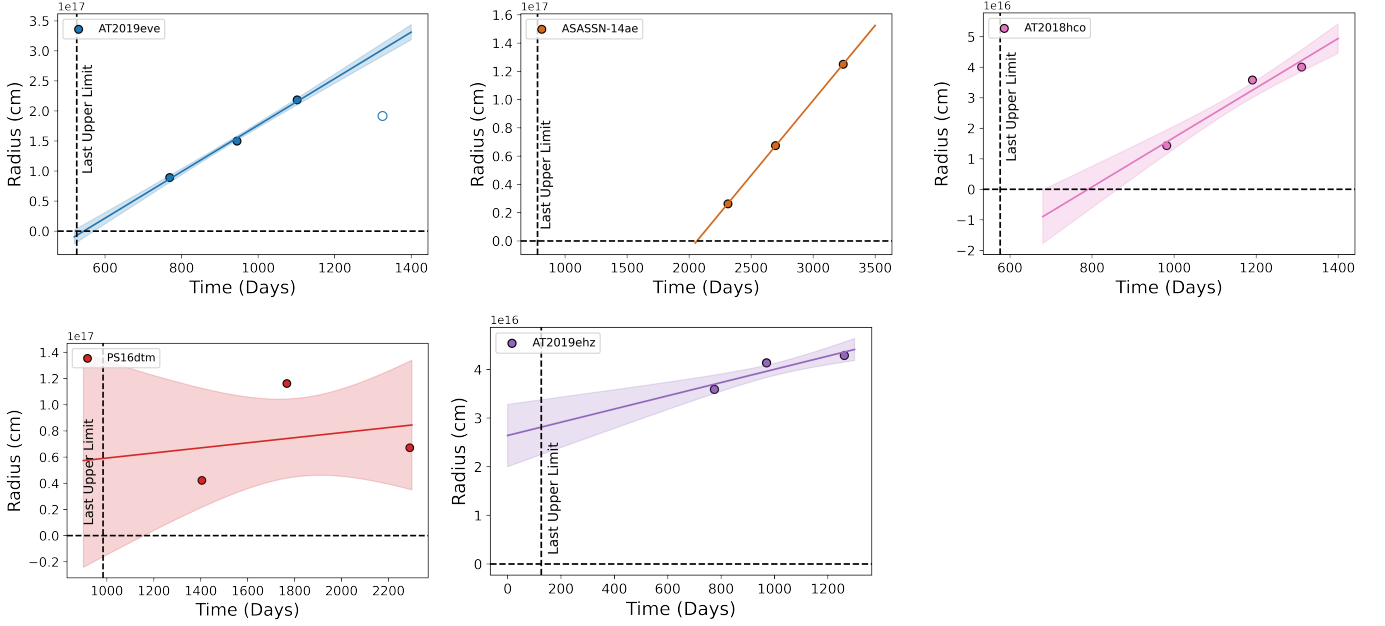 1e17
AT2019eve
Last Upper Limit
Radius (cm)
3.5
3.0
2.5
2.0
1.5
1.0
0.5
0.0
600
800
1000
1200
1400
Time (Days)
1e17
ASASSN-14ae
Last Upper Limit
Radius (cm)
1.6
1.4
1.2
1.0
0.8
0.6
0.4
0.2
0.0
1000
1500
2000
2500
3000
3500
Time (Days)
1e16
AT2018hco
Last Upper Limit
Radius (cm)
5
4
3
2
1
0
−1
−2
600
800
1000
1200
1400
Time (Days)
1e17
PS16dtm
Last Upper Limit
Radius (cm)
1.4
1.2
1.0
0.8
0.6
0.4
0.2
0.0
−0.2
1000
1200
1400
1600
1800
2000
2200
Time (Days)
1e16
AT2019ehz
Last Upper Limit
Radius (cm)
4
3
2
1
0
0
200
400
600
800
1000
1200
Time (Days)